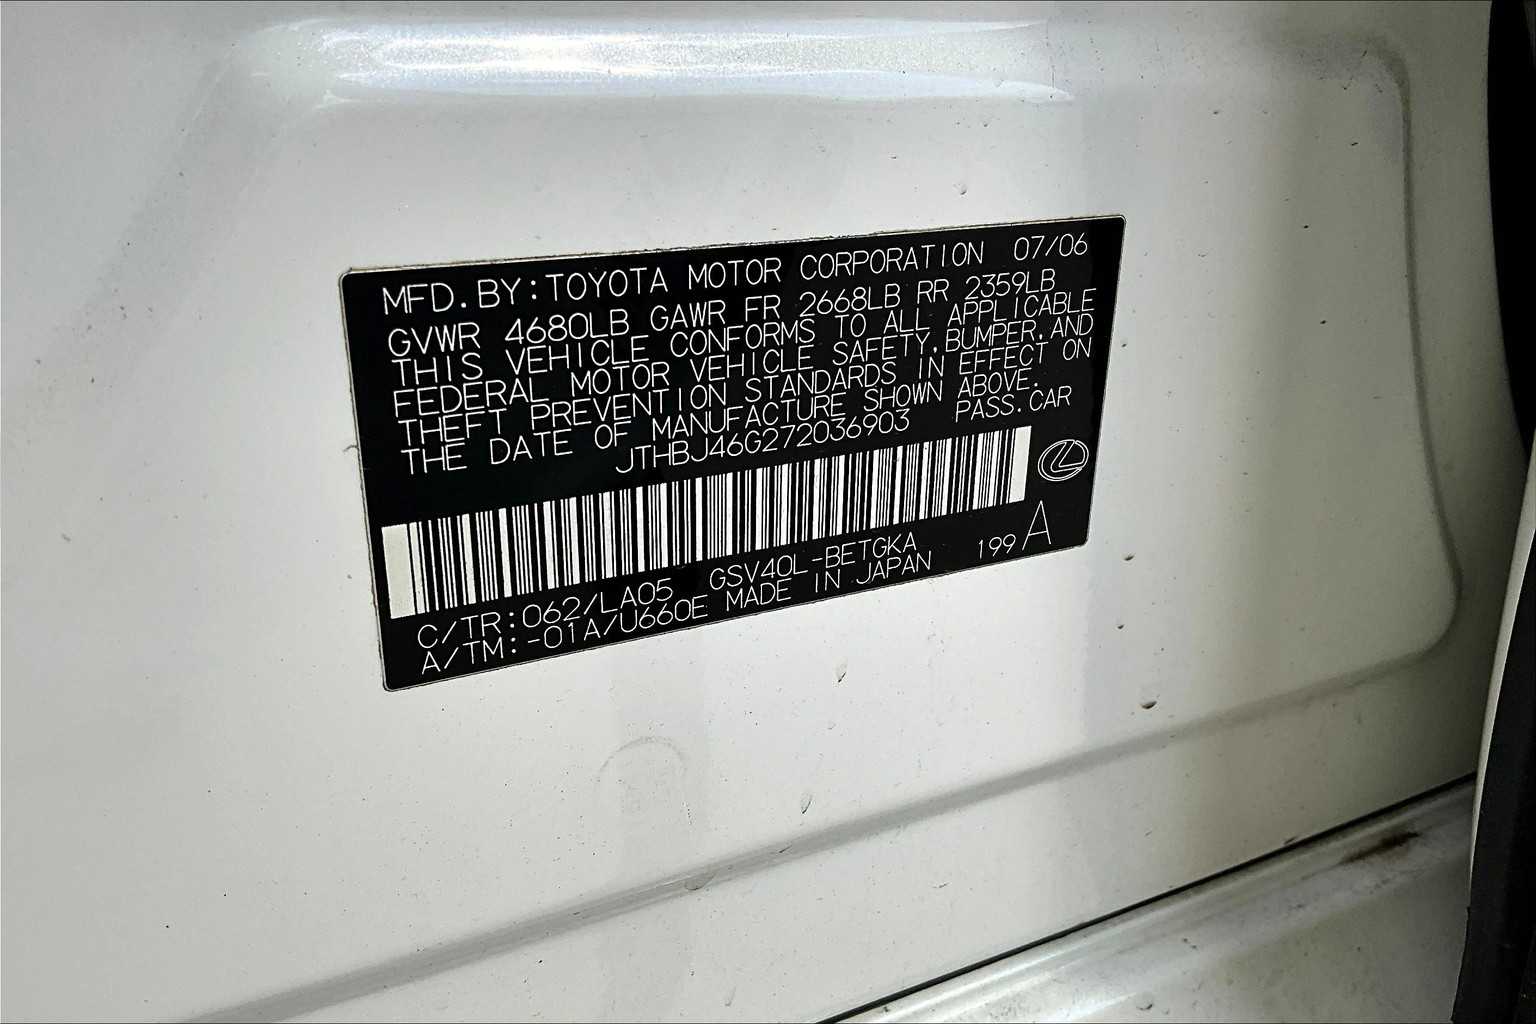 MFD.BY:TOYOTA MOTOR CORPORATION 07/06
GVWR 4680LB GAWR FR 2668LB RR 2359LB
THIS VEHICLE CONFORMS TO ALL APPLICABLE
FEDERAL MOTOR VEHICLE SAFETY,BUMPER,AND
THEFT PREVENTION STANDARDS IN EFFECT ON
THE DATE OF MANUFACTURE SHOWN ABOVE.
JTHBJ46G272036903 PASS.CAR
C/TR:062/LA05 GSV40L-BETGKA 199A
A/TM:-01A/U660E MADE IN JAPAN